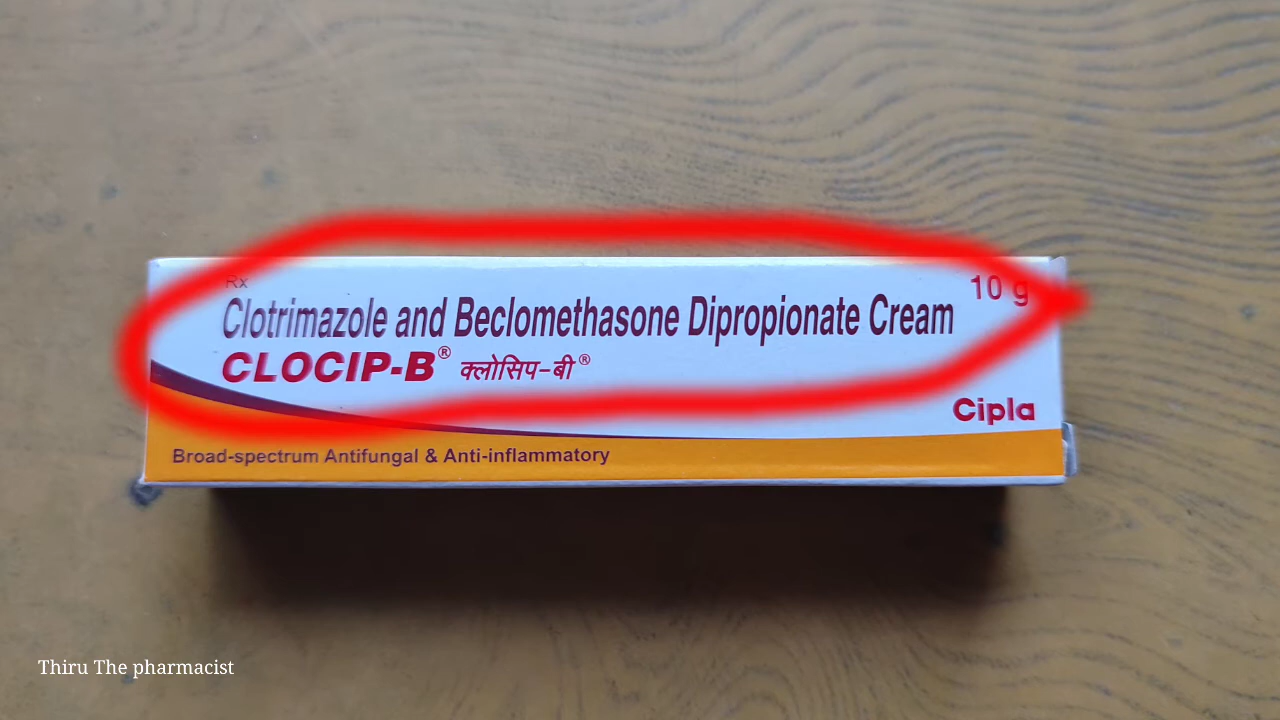 Rx
Clotrimazole and Beclomethasone Dipropionate Cream
10 g
CLOCIP-B® क्लोसिप-बी®
Cipla
Broad-spectrum Antifungal & Anti-inflammatory
Thiru The pharmacist